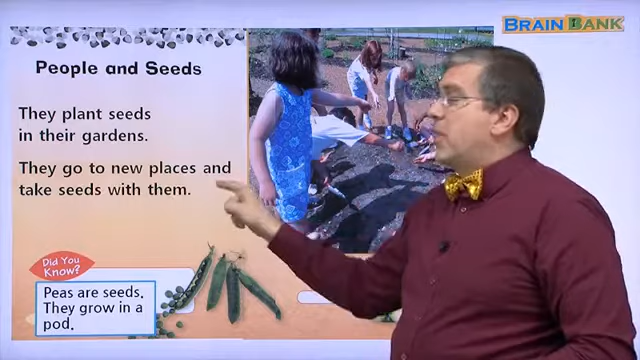 BRAIN BANK
People and Seeds
They plant seeds
in their gardens.
They go to new places and
take seeds with them.
Did You
Know?
Peas are seeds.
They grow in a
pod.